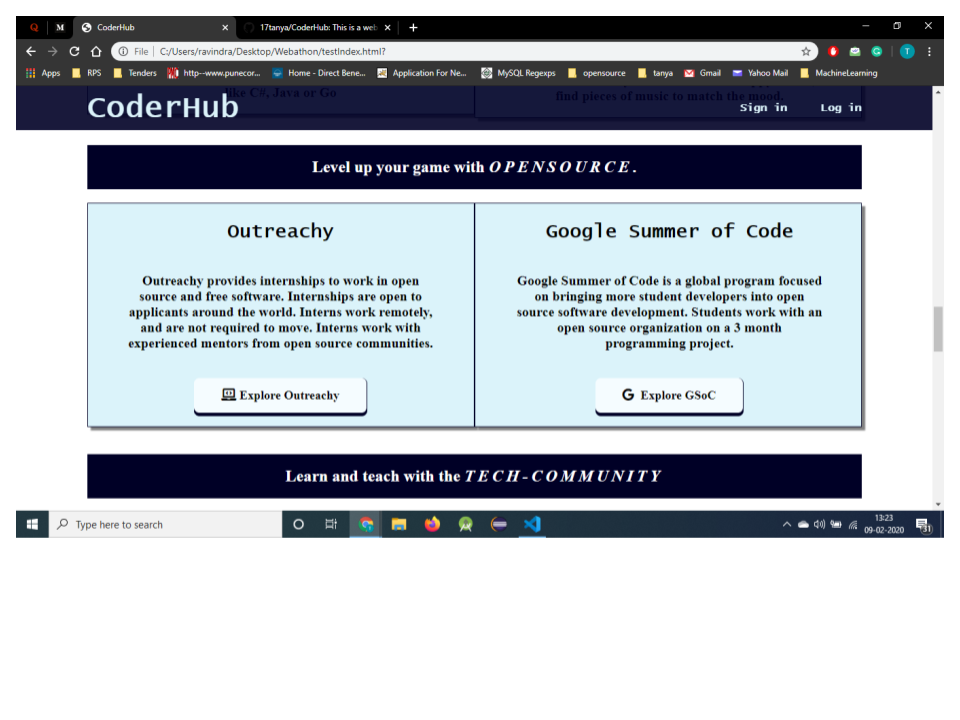 Q M CoderHub × 17tanya/CoderHub: This is a web × +
File | C:/Users/ravindra/Desktop/Webathon/testIndex.html? T
Apps RPS Tenders http--www.punecor... Home - Direct Bene... Application For Ne... MySQL Regexps opensource tanya Gmail Yahoo Mail MachineLearning
like C#, Java or Go
find pieces of music to match the mood.
CoderHub Sign in Log in
Level up your game with OPENSOURCE.
Outreachy
Outreachy provides internships to work in open
source and free software. Internships are open to
applicants around the world. Interns work remotely,
and are not required to move. Interns work with
experienced mentors from open source communities.
Explore Outreachy
Google Summer of Code
Google Summer of Code is a global program focused
on bringing more student developers into open
source software development. Students work with an
open source organization on a 3 month
programming project.
G Explore GSoC
Learn and teach with the TECH-COMMUNITY
Type here to search
13:23
09-02-2020
31